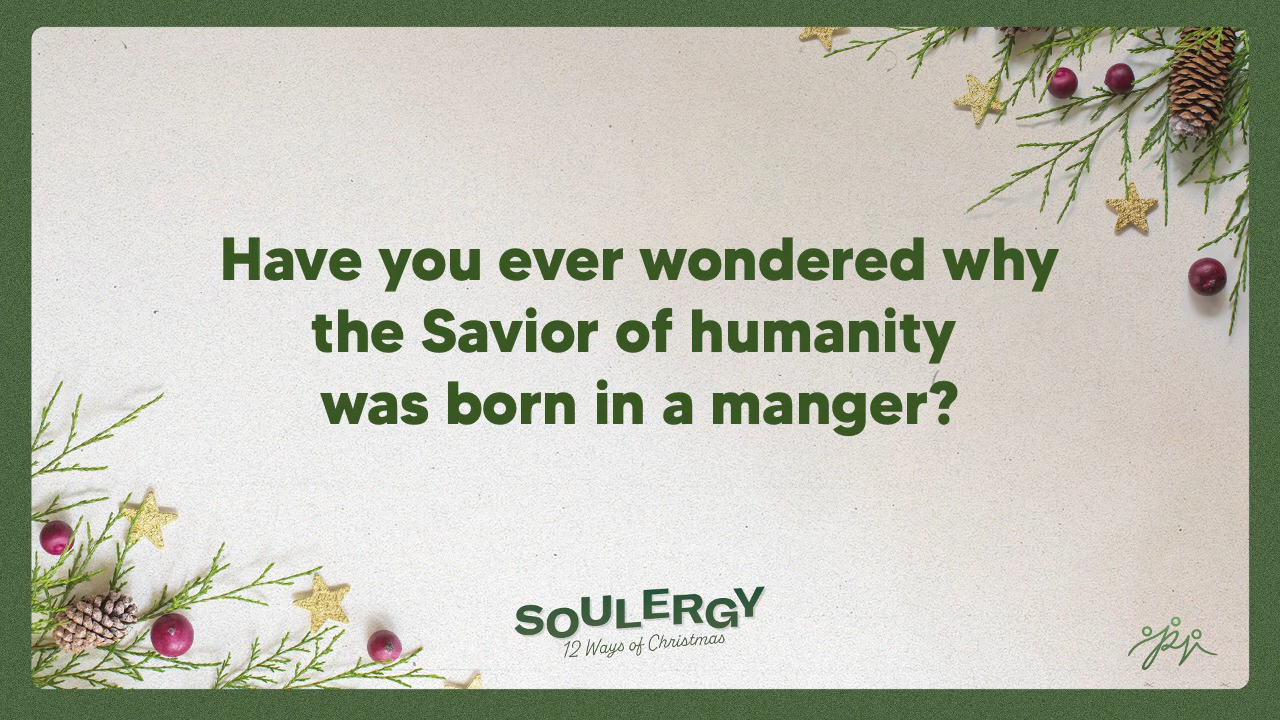 Have you ever wondered why
the Savior of humanity
was born in a manger?
SOULERGY
12 Ways of Christmas